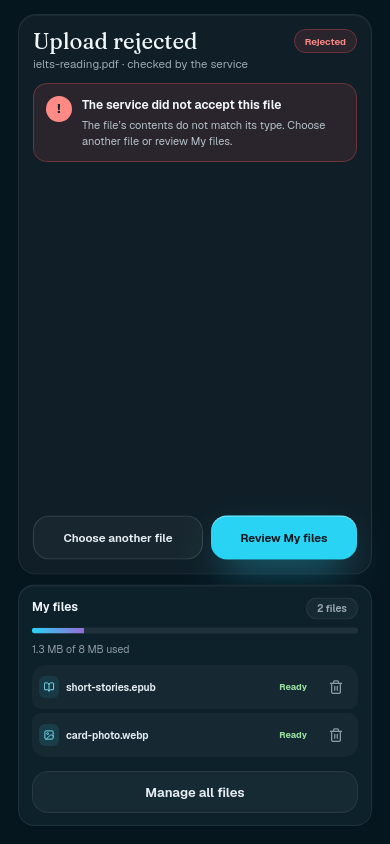 Upload rejected
Rejected
ielts-reading.pdf · checked by the service
!
The service did not accept this file
The file's contents do not match its type. Choose
another file or review My files.
Choose another file
Review My files
My files
2 files
1.3 MB of 8 MB used
short-stories.epub
Ready
card-photo.webp
Ready
Manage all files